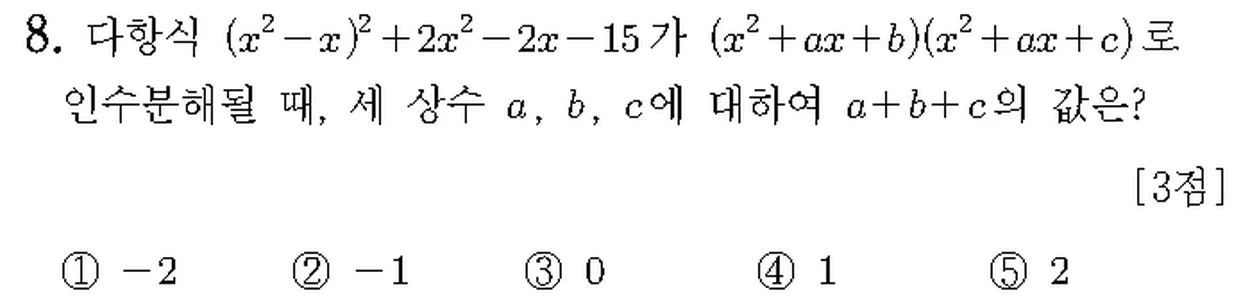 8. 다항식 (x²−x)²+2x²−2x−15가 (x²+ax+b)(x²+ax+c)로
인수분해될 때, 세 상수 a, b, c에 대하여 a+b+c의 값은?
[3점]
① −2 ② −1 ③ 0 ④ 1 ⑤ 2